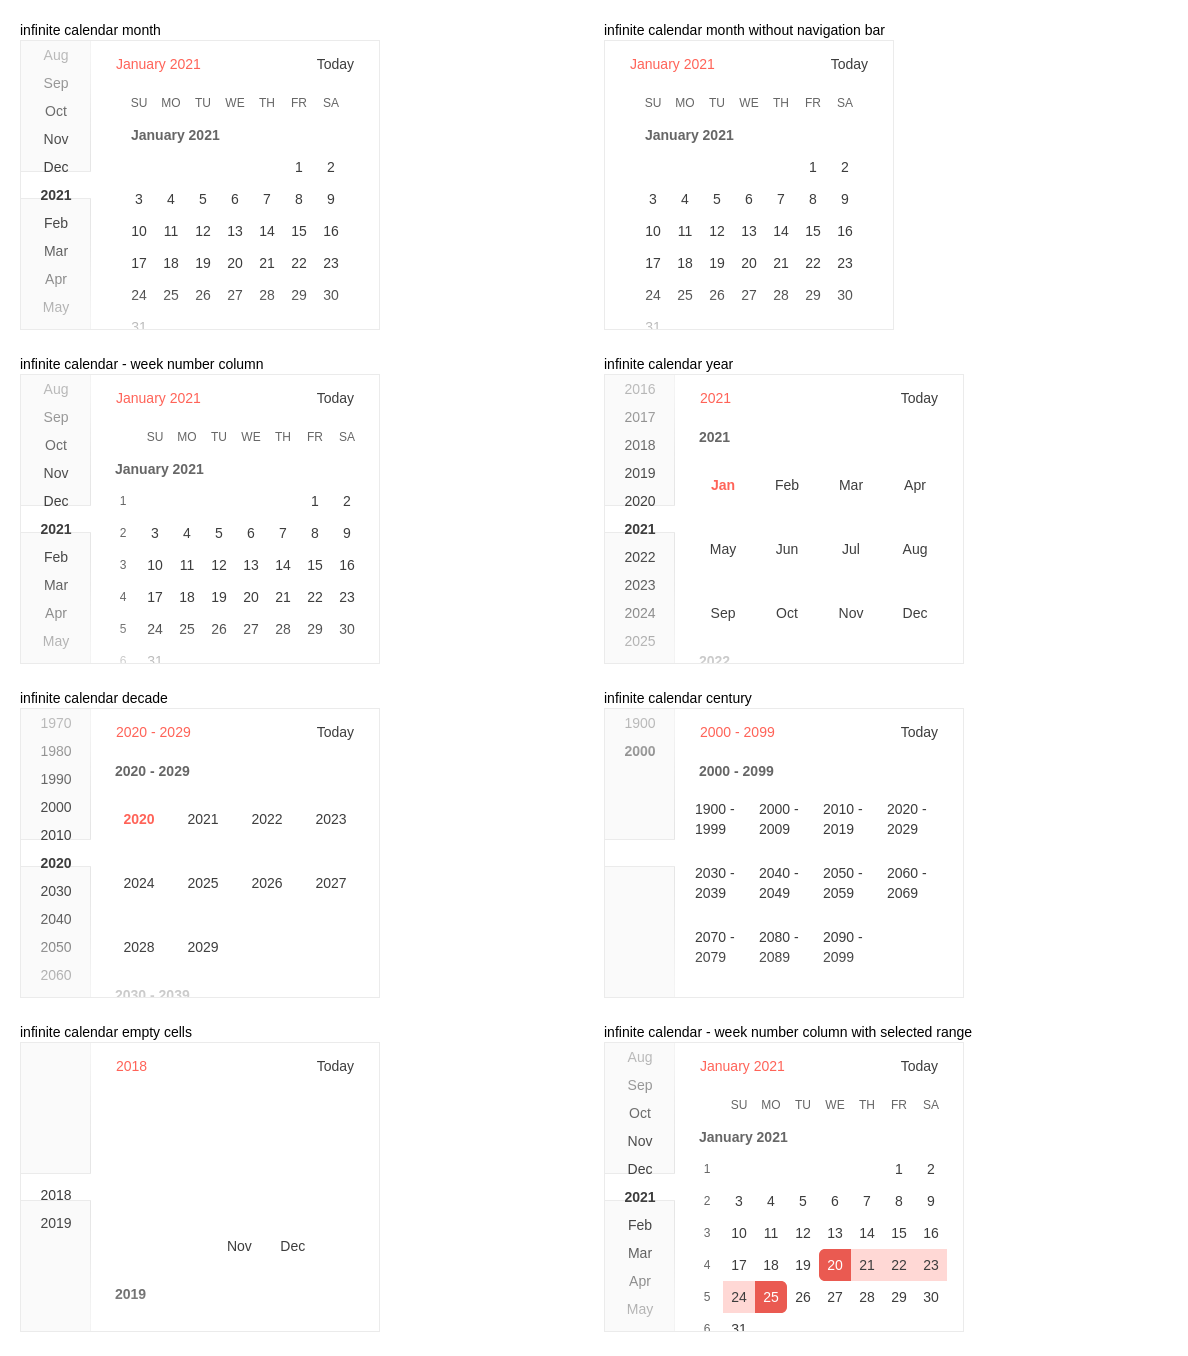 infinite calendar month
Aug
Sep
Oct
Nov
Dec
2021
Feb
Mar
Apr
May
January 2021 Today
SU MO TU WE TH FR SA
January 2021
1 2
3 4 5 6 7 8 9
10 11 12 13 14 15 16
17 18 19 20 21 22 23
24 25 26 27 28 29 30
31
infinite calendar month without navigation bar
January 2021 Today
SU MO TU WE TH FR SA
January 2021
1 2
3 4 5 6 7 8 9
10 11 12 13 14 15 16
17 18 19 20 21 22 23
24 25 26 27 28 29 30
31
infinite calendar - week number column
Aug
Sep
Oct
Nov
Dec
2021
Feb
Mar
Apr
May
January 2021 Today
SU MO TU WE TH FR SA
January 2021
1 1 2
2 3 4 5 6 7 8 9
3 10 11 12 13 14 15 16
4 17 18 19 20 21 22 23
5 24 25 26 27 28 29 30
6 31
infinite calendar year
2016
2017
2018
2019
2020
2021
2022
2023
2024
2025
2021 Today
2021
Jan Feb Mar Apr
May Jun Jul Aug
Sep Oct Nov Dec
2022
infinite calendar decade
1970
1980
1990
2000
2010
2020
2030
2040
2050
2060
2020 - 2029 Today
2020 - 2029
2020 2021 2022 2023
2024 2025 2026 2027
2028 2029
2030 - 2039
infinite calendar century
1900
2000
2000 - 2099 Today
2000 - 2099
1900 - 2000 - 2010 - 2020 -
1999 2009 2019 2029
2030 - 2040 - 2050 - 2060 -
2039 2049 2059 2069
2070 - 2080 - 2090 -
2079 2089 2099
infinite calendar empty cells
2018
2019
2018 Today
Nov Dec
2019
infinite calendar - week number column with selected range
Aug
Sep
Oct
Nov
Dec
2021
Feb
Mar
Apr
May
January 2021 Today
SU MO TU WE TH FR SA
January 2021
1 1 2
2 3 4 5 6 7 8 9
3 10 11 12 13 14 15 16
4 17 18 19 20 21 22 23
5 24 25 26 27 28 29 30
6 31